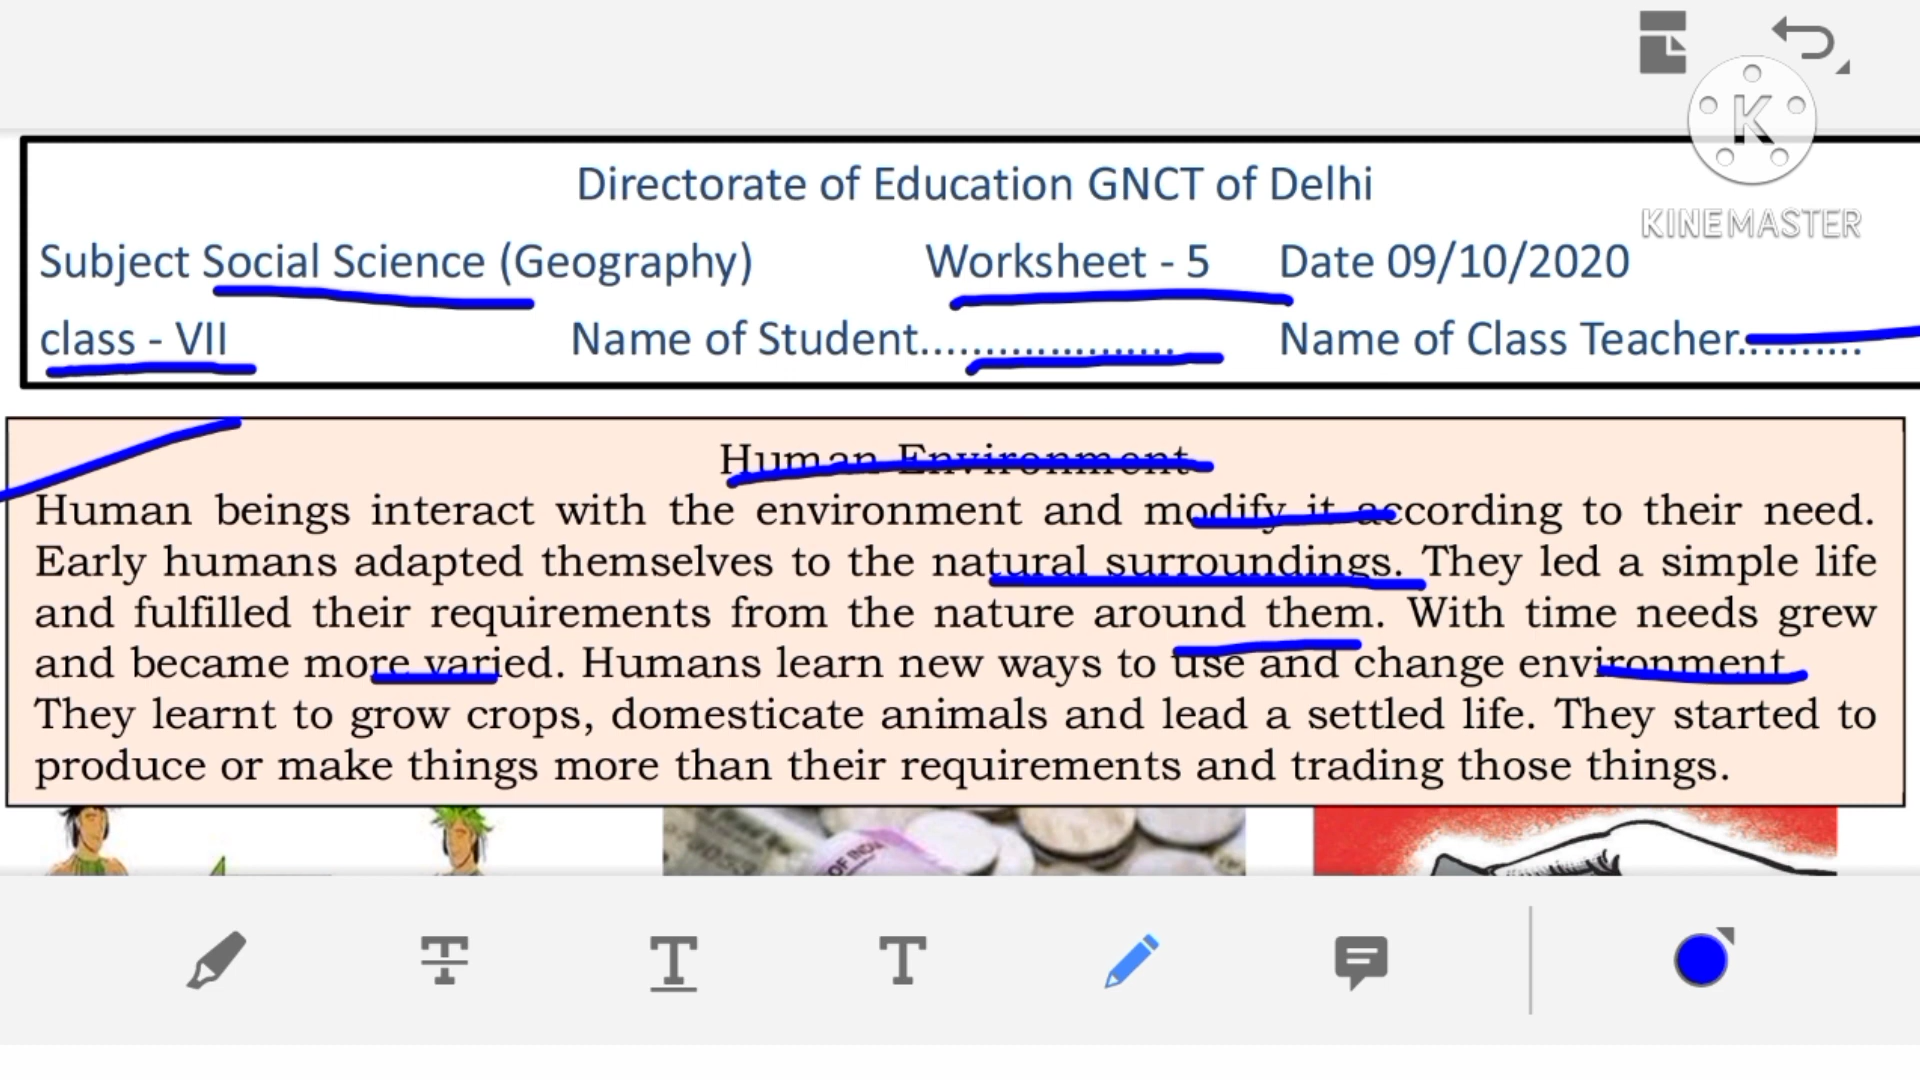 K
KINEMASTER
Directorate of Education GNCT of Delhi
Subject Social Science (Geography) Worksheet - 5 Date 09/10/2020
class - VII Name of Student.................... Name of Class Teacher..........
Human Environment
Human beings interact with the environment and modify it according to their need.
Early humans adapted themselves to the natural surroundings. They led a simple life
and fulfilled their requirements from the nature around them. With time needs grew
and became more varied. Humans learn new ways to use and change environment
They learnt to grow crops, domesticate animals and lead a settled life. They started to
produce or make things more than their requirements and trading those things.
OF INDIA
T T T